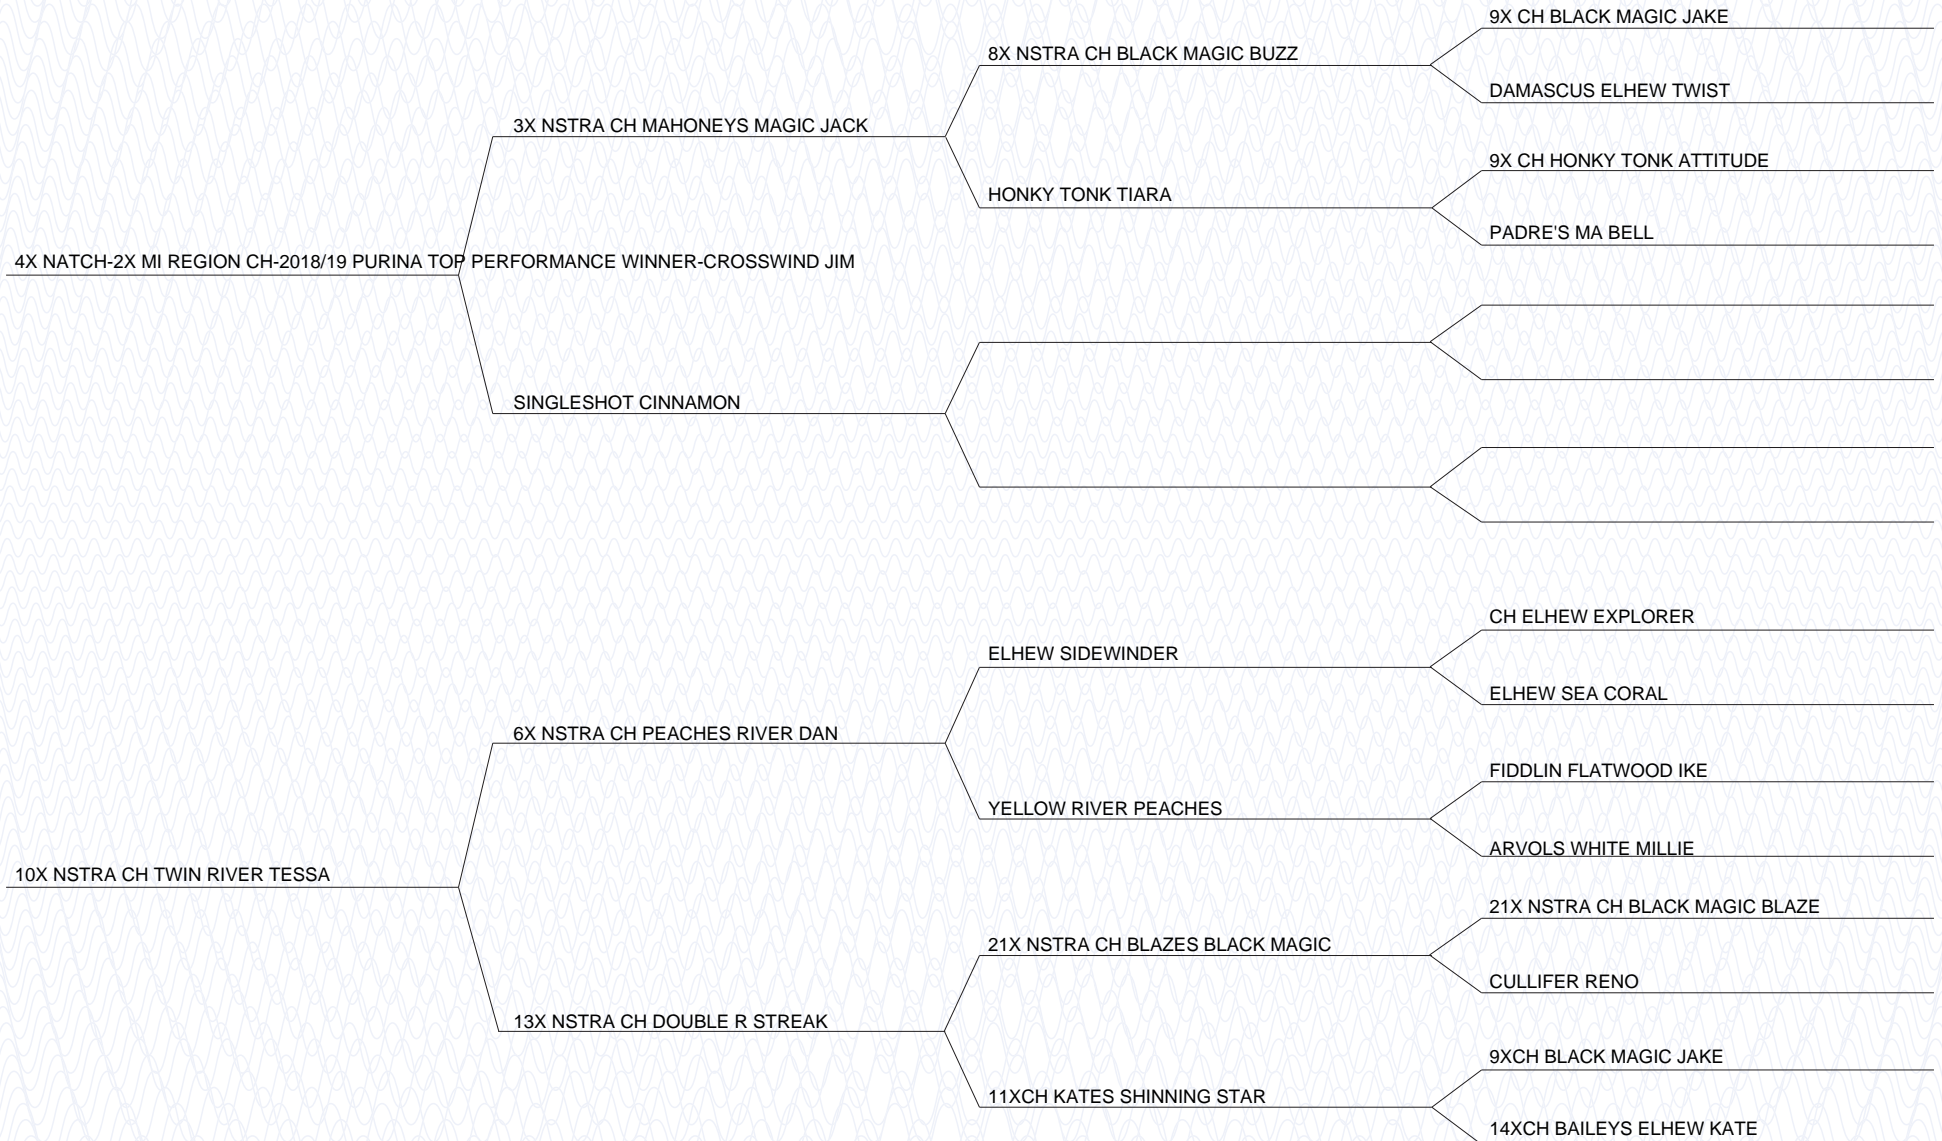 9X CH BLACK MAGIC JAKE
8X NSTRA CH BLACK MAGIC BUZZ
DAMASCUS ELHEW TWIST
3X NSTRA CH MAHONEYS MAGIC JACK
9X CH HONKY TONK ATTITUDE
HONKY TONK TIARA
PADRE'S MA BELL
4X NATCH-2X MI REGION CH-2018/19 PURINA TOP PERFORMANCE WINNER-CROSSWIND JIM
SINGLESHOT CINNAMON
CH ELHEW EXPLORER
ELHEW SIDEWINDER
ELHEW SEA CORAL
6X NSTRA CH PEACHES RIVER DAN
FIDDLIN FLATWOOD IKE
YELLOW RIVER PEACHES
ARVOLS WHITE MILLIE
10X NSTRA CH TWIN RIVER TESSA
21X NSTRA CH BLACK MAGIC BLAZE
21X NSTRA CH BLAZES BLACK MAGIC
CULLIFER RENO
13X NSTRA CH DOUBLE R STREAK
9XCH BLACK MAGIC JAKE
11XCH KATES SHINNING STAR
14XCH BAILEYS ELHEW KATE